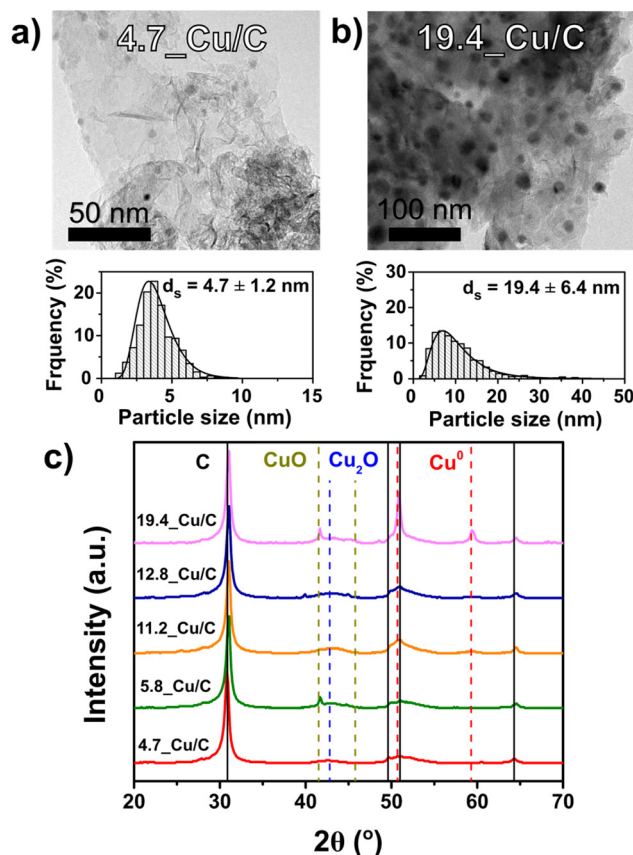 a)
4.7_Cu/C
50 nm
b)
19.4_Cu/C
100 nm
Frquency (%)
20
10
0
d_s = 4.7 ± 1.2 nm
0 5 10 15
Particle size (nm)
Frquency (%)
30
20
10
0
d_s = 19.4 ± 6.4 nm
0 10 20 30 40 50
Particle size (nm)
c)
C CuO Cu₂O Cu⁰
19.4_Cu/C
12.8_Cu/C
11.2_Cu/C
5.8_Cu/C
4.7_Cu/C
Intensity (a.u.)
20 30 40 50 60 70
2θ (°)